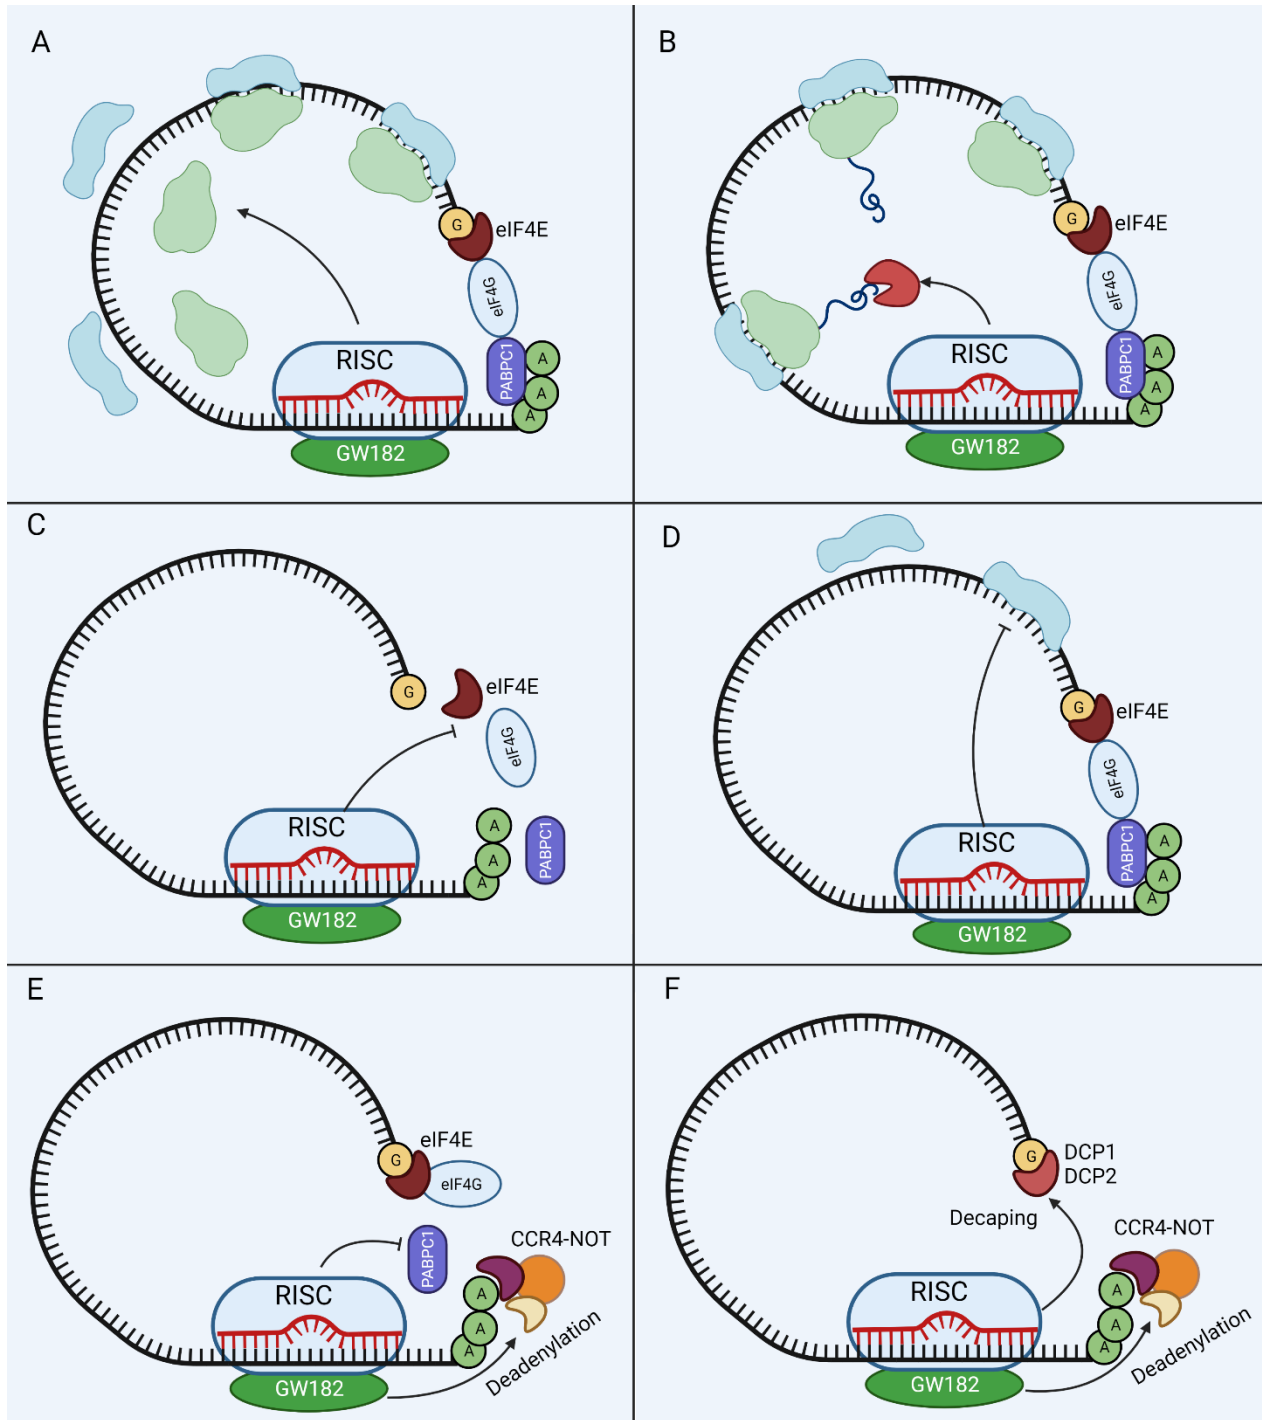 A
G
eIF4E
eIF4G
PABPC1
A
A
A
RISC
GW182
B
G
eIF4E
eIF4G
PABPC1
A
A
A
RISC
GW182
C
G
eIF4E
eIF4G
PABPC1
A
A
A
RISC
GW182
D
G
eIF4E
eIF4G
PABPC1
A
A
A
RISC
GW182
E
eIF4E
G
eIF4G
PABPC1
CCR4-NOT
A
A
A
RISC
GW182
Deadenylation
F
G
DCP1
DCP2
Decaping
CCR4-NOT
A
A
A
RISC
GW182
Deadenylation